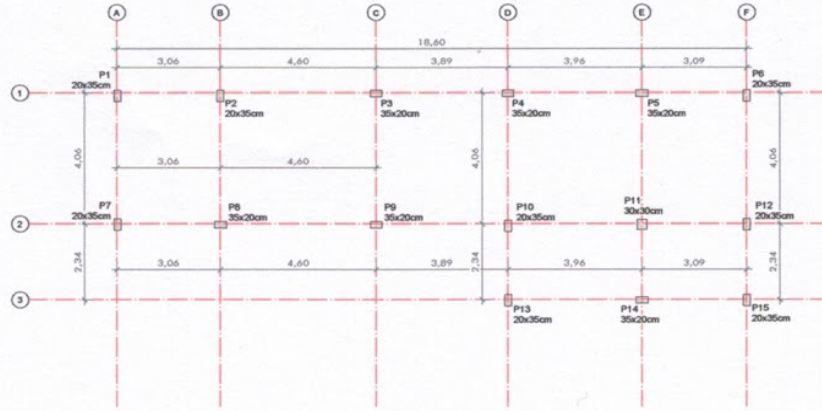 A B C D E F
18,60
3,06 4,60 3,89 3,96 3,09
P1
20x35cm
P2
20x35cm
P3
35x20cm
P4
35x20cm
P5
35x20cm
P6
20x35cm
1
4,06 4,06 4,06
3,06 4,60
P7
20x35cm
P8
35x20cm
P9
35x20cm
P10
20x35cm
P11
30x30cm
P12
20x35cm
2
2,34 2,34 2,34
3,06 4,60 3,89 3,96 3,09
3
P13
20x35cm
P14
35x20cm
P15
20x35cm